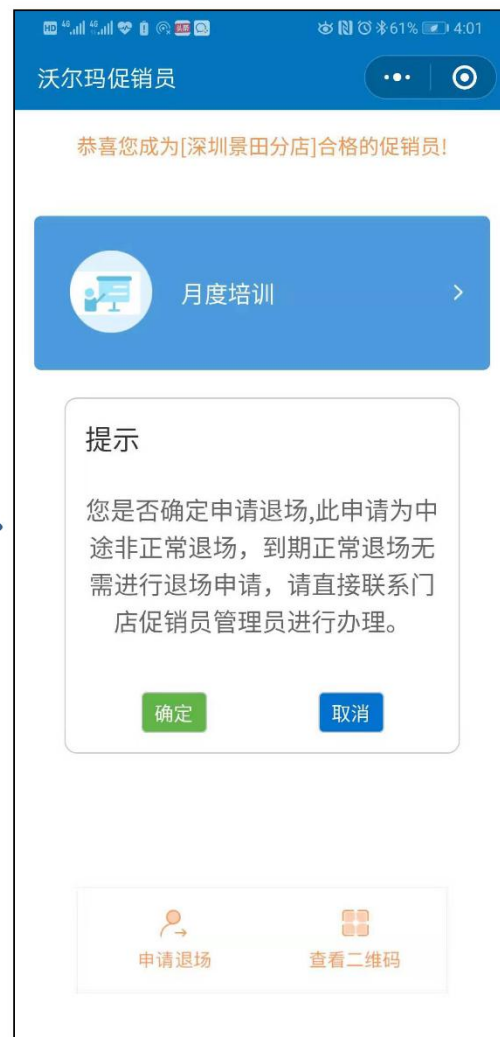 HD 46 46 61% 4:01
沃尔玛促销员
恭喜您成为[深圳景田分店]合格的促销员!
月度培训
提示
您是否确定申请退场,此申请为中
途非正常退场，到期正常退场无
需进行退场申请，请直接联系门
店促销员管理员进行办理。
确定 取消
申请退场 查看二维码